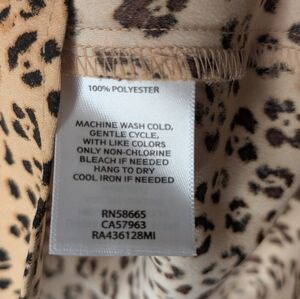 100% POLYESTER
MACHINE WASH COLD,
GENTLE CYCLE,
WITH LIKE COLORS
ONLY NON-CHLORINE
BLEACH IF NEEDED
HANG TO DRY
COOL IRON IF NEEDED
RN58665
CA57963
RA436128MI